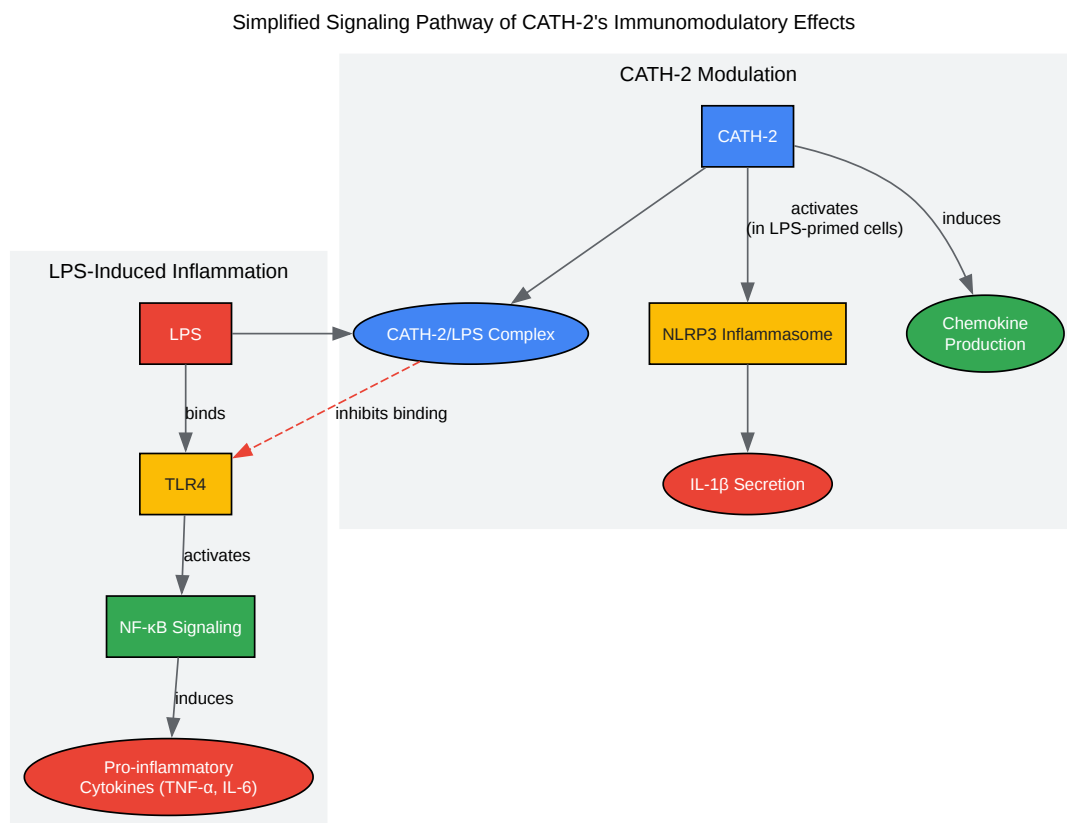 Simplified Signaling Pathway of CATH-2's Immunomodulatory Effects
CATH-2 Modulation
CATH-2
activates
(in LPS-primed cells)
induces
LPS-Induced Inflammation
LPS
CATH-2/LPS Complex
NLRP3 Inflammasome
Chemokine
Production
binds
inhibits binding
TLR4
IL-1β Secretion
activates
NF-κB Signaling
induces
Pro-inflammatory
Cytokines (TNF-α, IL-6)